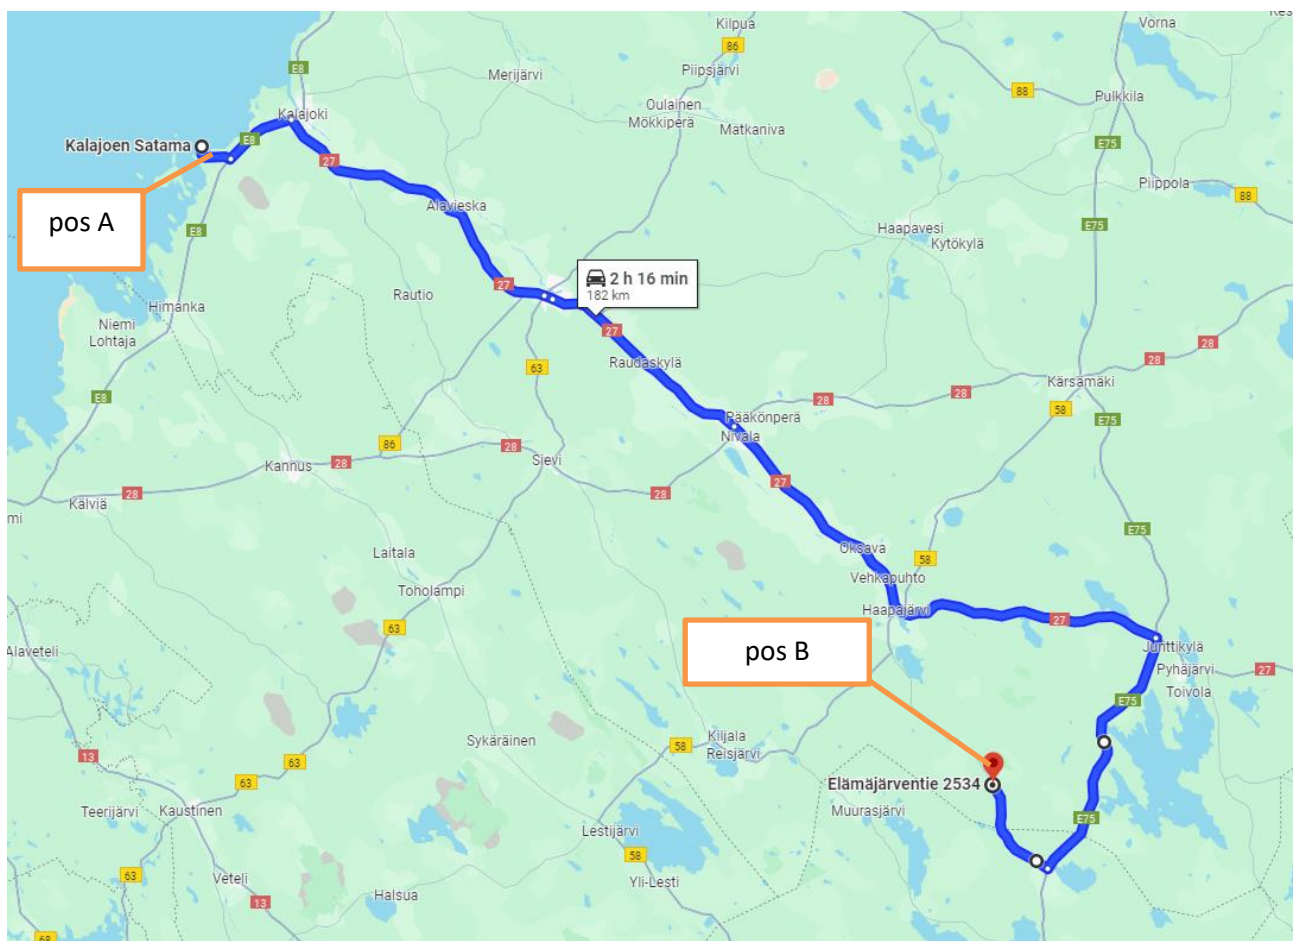 Kilpua
Vorna
86
E8
Merijärvi
Piipsjärvi
88
Pulkkila
Kalajoki
Oulainen
Mökkiperä
Matkaniva
E8
E75
Kalajoen Satama
27
Piippola
88
pos A
Alavieska
E8
Haapavesi
Kytökylä
E75
27
2 h 16 min
182 km
Rautio
Himanka
Niemi
Lohtaja
27
Raudaskylä
28
28
63
Kärsämäki
E8
28
28
58
Pääkönperä
Nivala
E75
86
28
Sievi
Kannus
28
27
28
28
Kälviä
mi
E75
Laitala
Oksava
58
Vehkapuhto
Toholampi
Haapajärvi
27
63
Alaveteli
pos B
Junttikylä
Pyhäjärvi
27
Toivola
E75
Sykäräinen
58
Kiljala
Reisjärvi
13
63
63
Elämäjärventie 2534
Teerijärvi
Kaustinen
Muurasjärvi
E75
Lestijärvi
58
63
Veteli
Yli-Lesti
Halsua
13
68